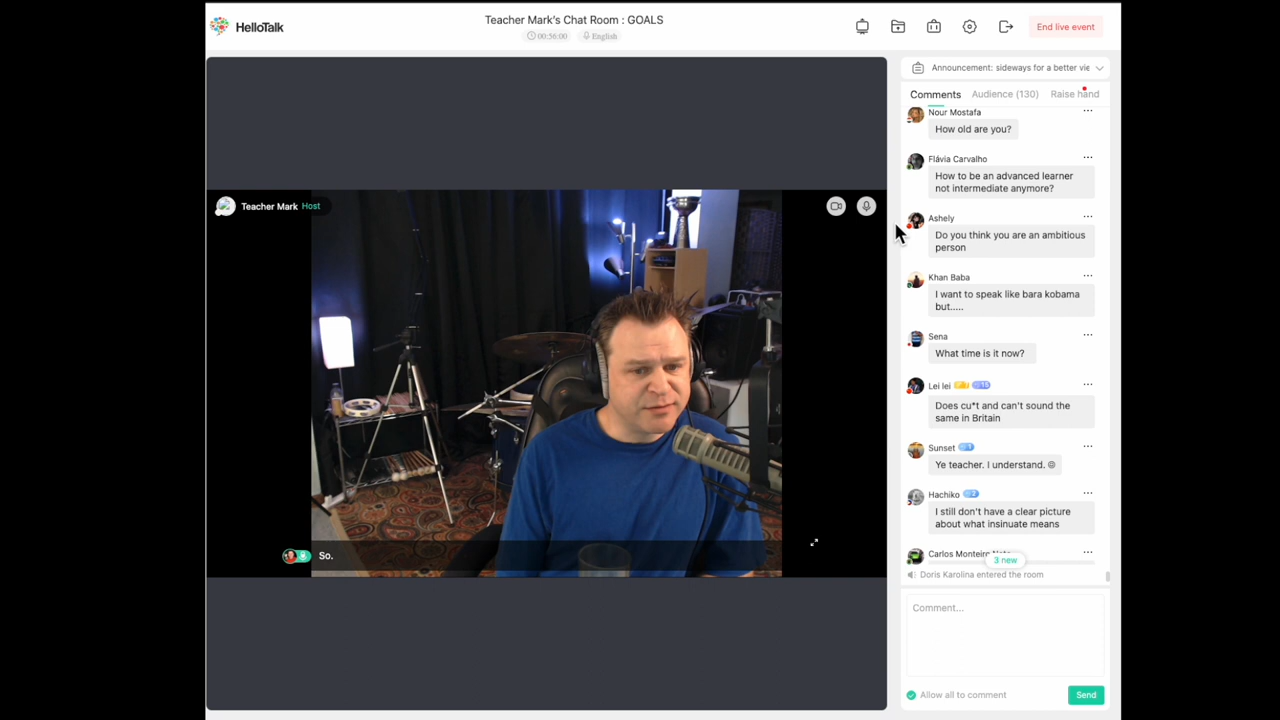 HelloTalk
Teacher Mark's Chat Room : GOALS
00:56:00
English
End live event
Announcement: sideways for a better vie
Comments
Audience (130)
Raise hand
Teacher Mark Host
So.
Nour Mostafa
How old are you?
Flávia Carvalho
How to be an advanced learner
not intermediate anymore?
Ashely
Do you think you are an ambitious
person
Khan Baba
I want to speak like bara kobama
but.....
Sena
What time is it now?
Lei lei
15
Does cu*t and can't sound the
same in Britain
Sunset
Ye teacher. I understand.
Hachiko
2
I still don't have a clear picture
about what insinuate means
Carlos Monteiro
3 new
Doris Karolina entered the room
Comment...
Allow all to comment
Send